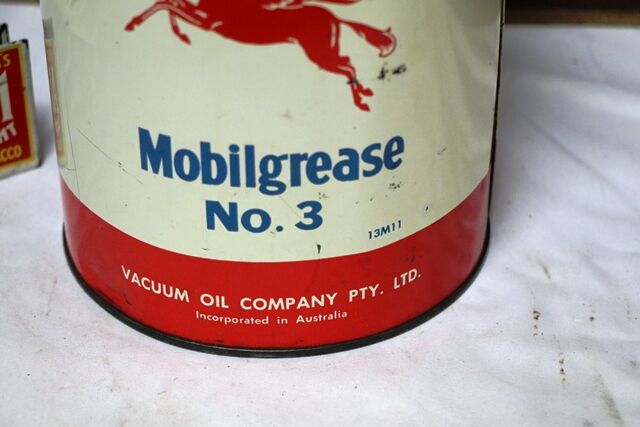 Mobilgrease
No. 3
13M11
VACUUM OIL COMPANY PTY. LTD.
Incorporated in Australia